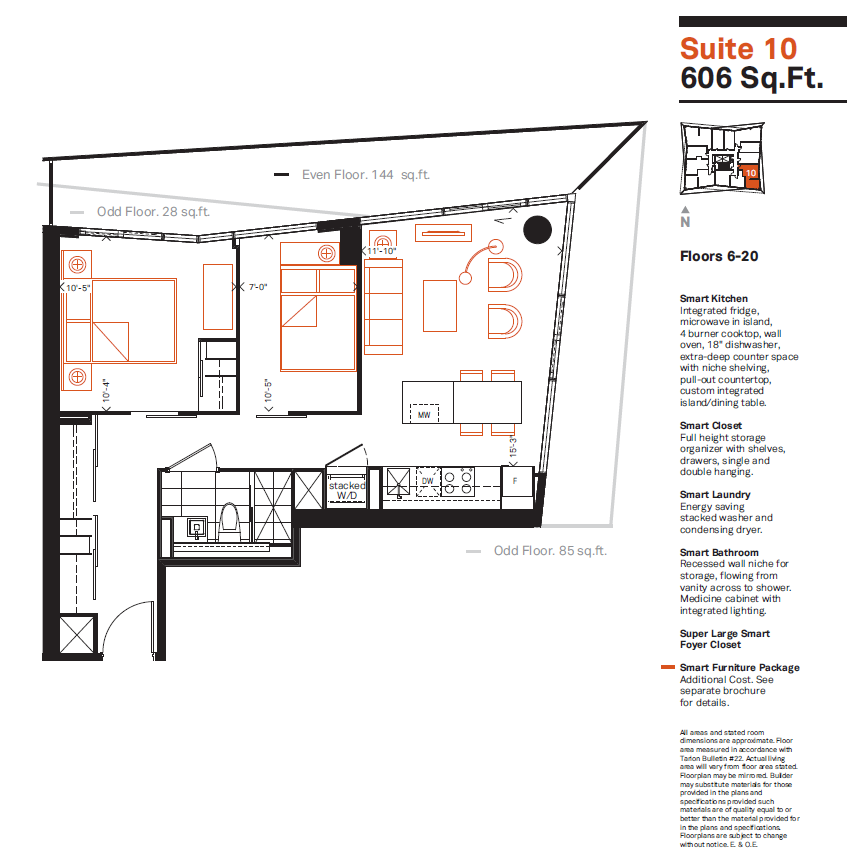 Suite 10
606 Sq.Ft.
10
N
Floors 6-20
Even Floor. 144 sq.ft.
Odd Floor. 28 sq.ft.
11'-10"
10'-5"
7'-0"
10'-4"
10'-5"
MW
15'-3"
stacked
W/D
DW
F
Odd Floor. 85 sq.ft.
Smart Kitchen
Integrated fridge,
microwave in island,
4 burner cooktop, wall
oven, 18" dishwasher,
extra-deep counter space
with niche shelving,
pull-out countertop,
custom integrated
island/dining table.
Smart Closet
Full height storage
organizer with shelves,
drawers, single and
double hanging.
Smart Laundry
Energy saving
stacked washer and
condensing dryer.
Smart Bathroom
Recessed wall niche for
storage, flowing from
vanity across to shower.
Medicine cabinet with
integrated lighting.
Super Large Smart
Foyer Closet
Smart Furniture Package
Additional Cost. See
separate brochure
for details.
All areas and stated room
dimensions are approximate. Floor
area measured in accordance with
Tarion Bulletin #22. Actual living
area will vary from floor area stated.
Floorplan may be mirrored. Builder
may substitute materials for those
provided in the plans and
specifications provided such
materials are of quality equal to or
better than the material provided for
in the plans and specifications.
Floorplans are subject to change
without notice. E. & O.E.